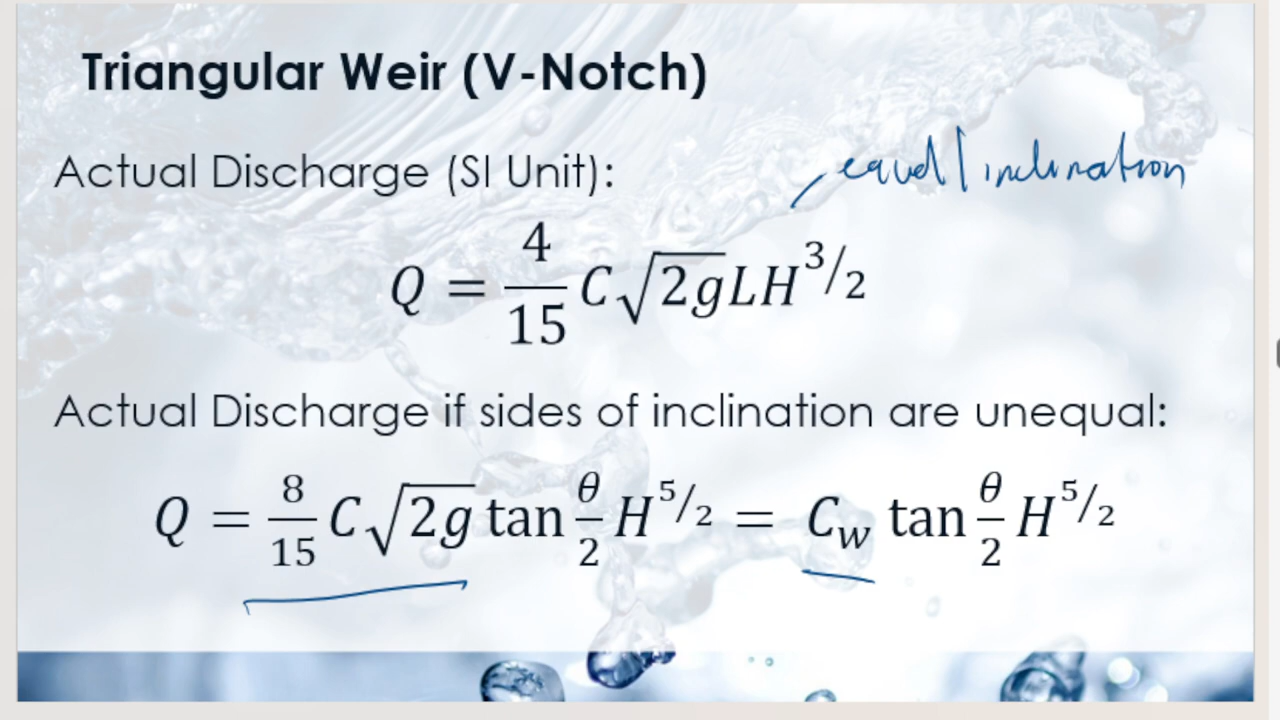 Triangular Weir (V-Notch)
Actual Discharge (SI Unit):
equal / inclination
Q = 4/15 C√2g LH^3/2
Actual Discharge if sides of inclination are unequal:
Q = 8/15 C√2g tan θ/2 H^5/2 = C_w tan θ/2 H^5/2